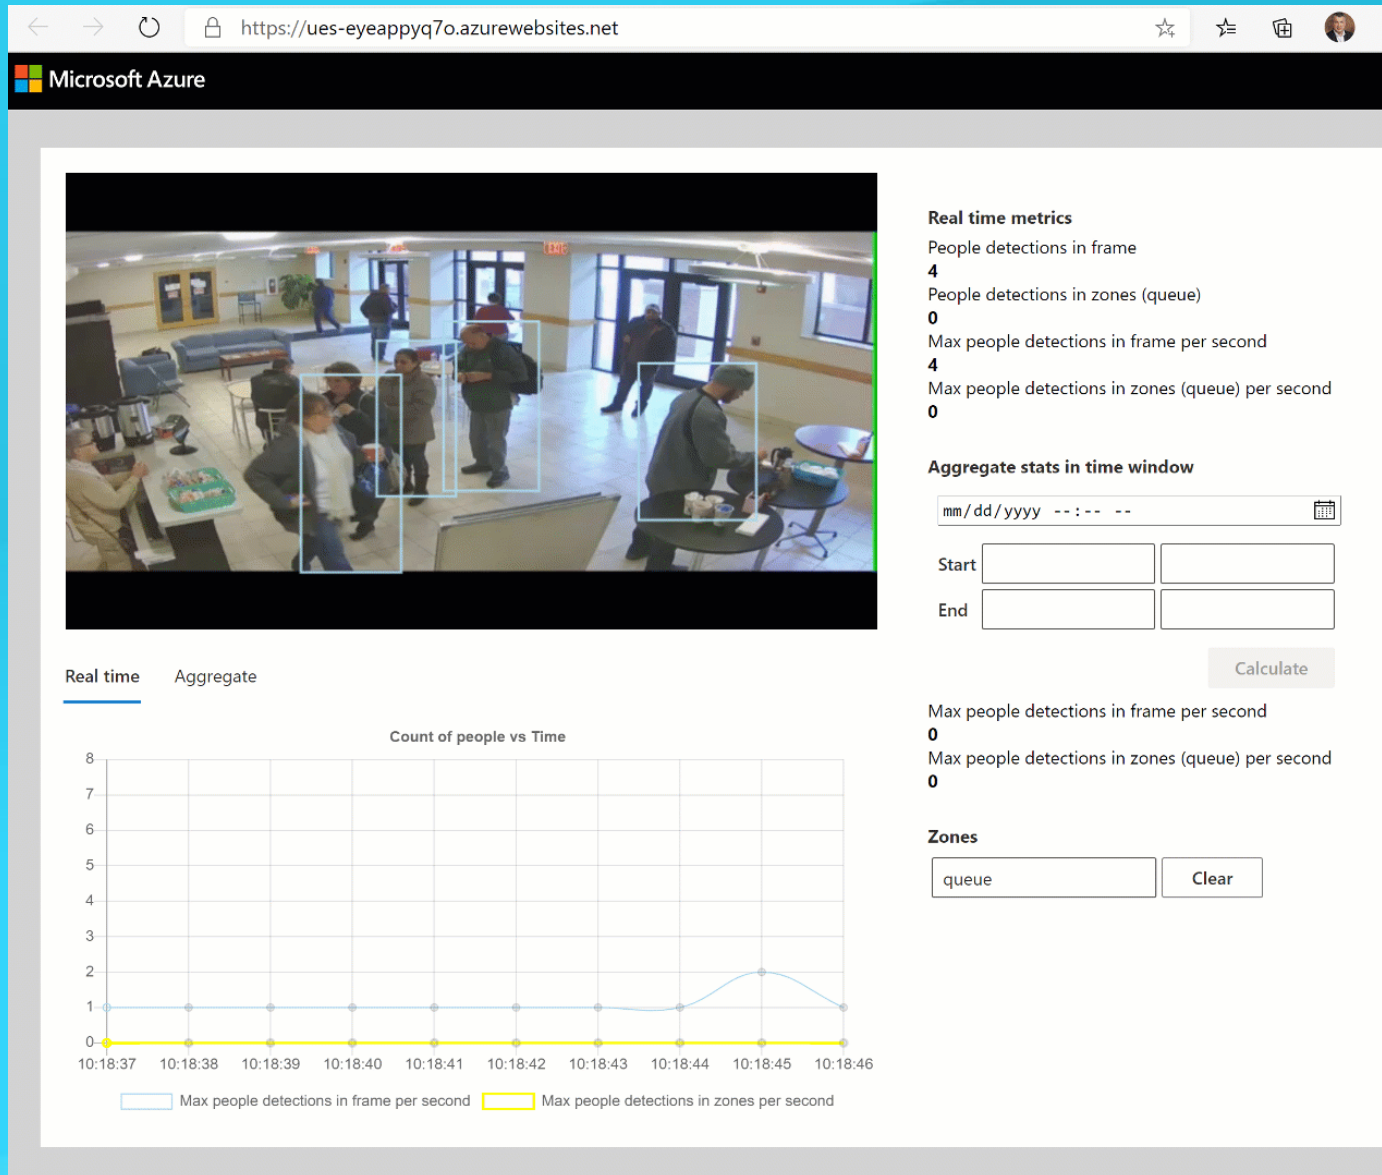 https://ues-eyeappyq7o.azurewebsites.net
Microsoft Azure
EXIT
Real time metrics
People detections in frame
4
People detections in zones (queue)
0
Max people detections in frame per second
4
Max people detections in zones (queue) per second
0
Aggregate stats in time window
mm/dd/yyyy --:-- --
Start
End
Calculate
Max people detections in frame per second
0
Max people detections in zones (queue) per second
0
Zones
queue Clear
Real time Aggregate
Count of people vs Time
8
7
6
5
4
3
2
1
0
10:18:37 10:18:38 10:18:39 10:18:40 10:18:41 10:18:42 10:18:43 10:18:44 10:18:45 10:18:46
Max people detections in frame per second Max people detections in zones per second